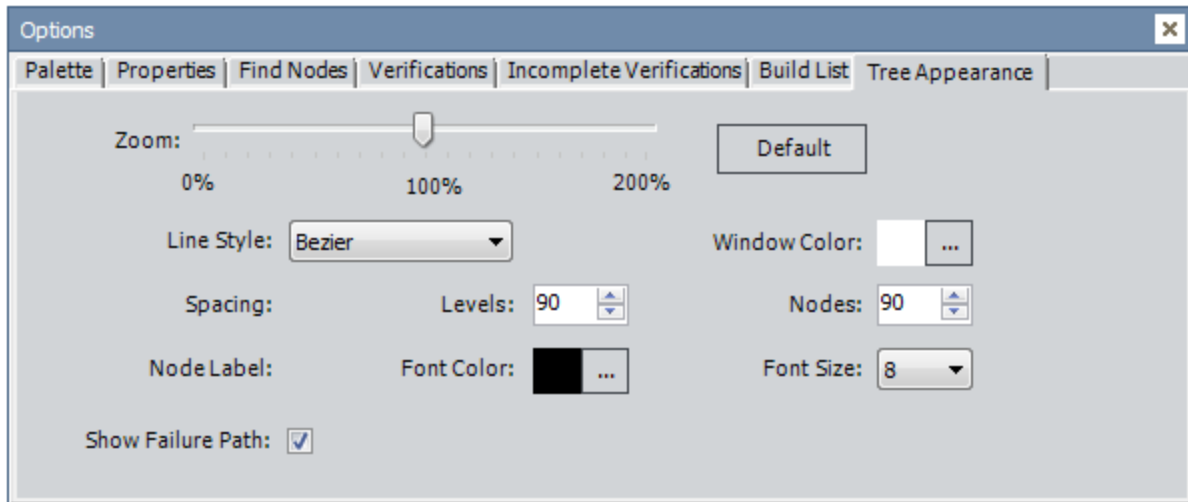 Options
Palette Properties Find Nodes Verifications Incomplete Verifications Build List Tree Appearance
Zoom: Default
0% 100% 200%
Line Style: Bezier Window Color: ...
Spacing: Levels: 90 Nodes: 90
Node Label: Font Color: ... Font Size: 8
Show Failure Path: